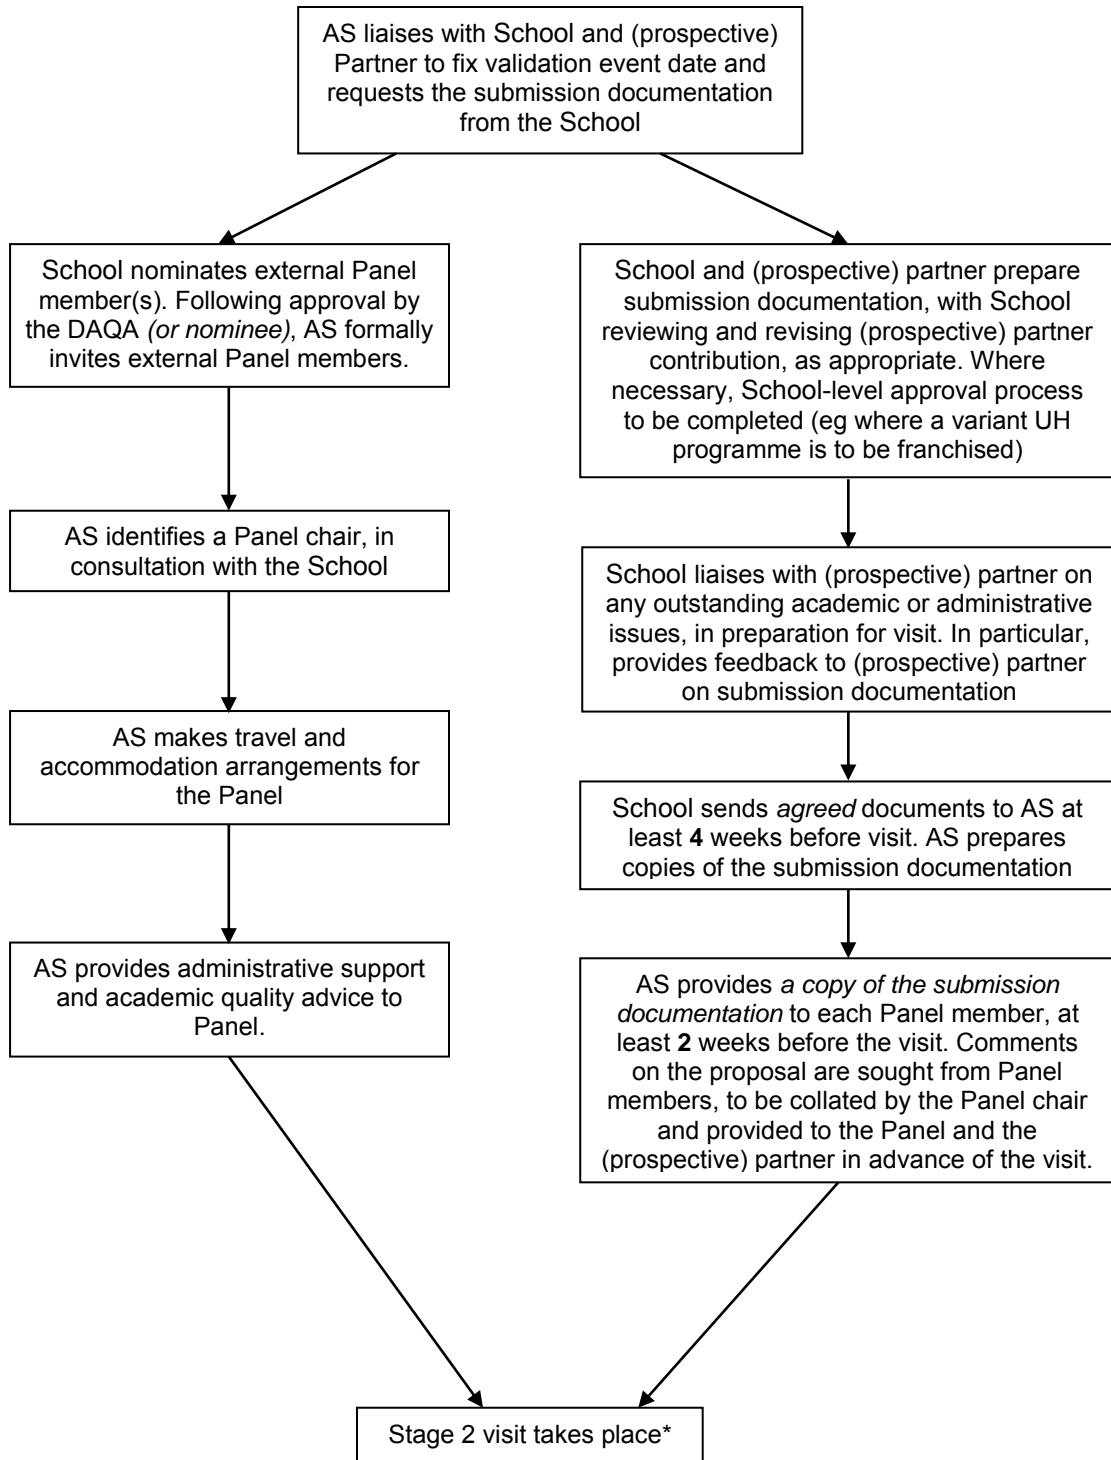 AS liaises with School and (prospective)
Partner to fix validation event date and
requests the submission documentation
from the School
School nominates external Panel
member(s). Following approval by
the DAQA (or nominee), AS formally
invites external Panel members.
AS identifies a Panel chair, in
consultation with the School
AS makes travel and
accommodation arrangements for
the Panel
AS provides administrative support
and academic quality advice to
Panel.
School and (prospective) partner prepare
submission documentation, with School
reviewing and revising (prospective) partner
contribution, as appropriate. Where
necessary, School-level approval process
to be completed (eg where a variant UH
programme is to be franchised)
School liaises with (prospective) partner on
any outstanding academic or administrative
issues, in preparation for visit. In particular,
provides feedback to (prospective) partner
on submission documentation
School sends agreed documents to AS at
least 4 weeks before visit. AS prepares
copies of the submission documentation
AS provides a copy of the submission
documentation to each Panel member, at
least 2 weeks before the visit. Comments
on the proposal are sought from Panel
members, to be collated by the Panel chair
and provided to the Panel and the
(prospective) partner in advance of the visit.
Stage 2 visit takes place*